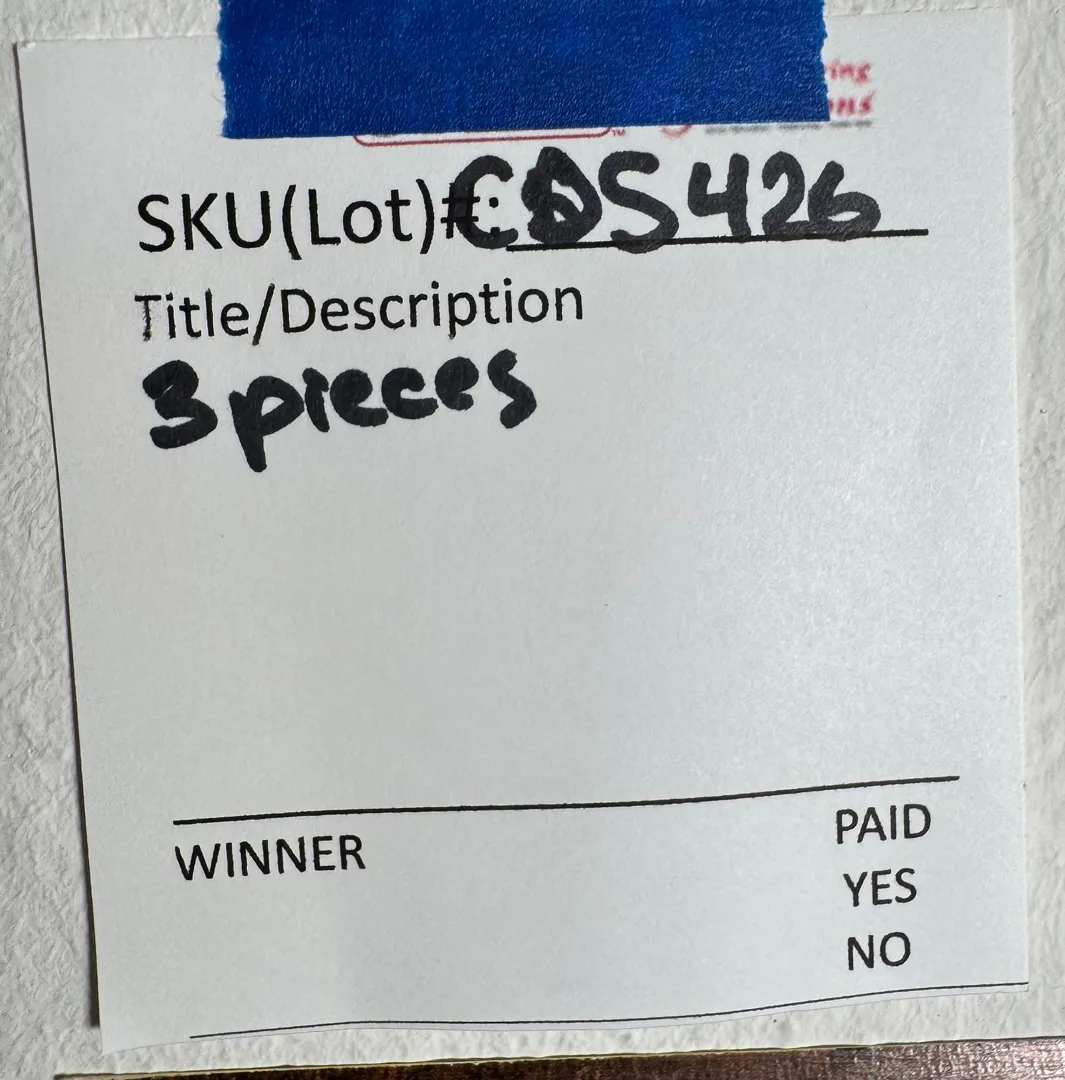 SKU(Lot)#: CDS426
Title/Description
3 pieces
WINNER
PAID
YES
NO